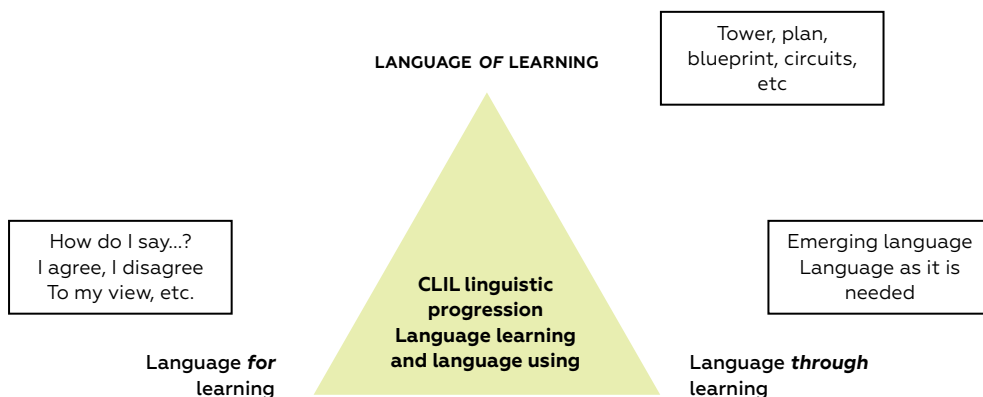 Tower, plan,
blueprint, circuits,
etc
LANGUAGE OF LEARNING
How do I say...?
I agree, I disagree
To my view, etc.
Emerging language
Language as it is
needed
CLIL linguistic
progression
Language learning
and language using
Language for
learning
Language through
learning